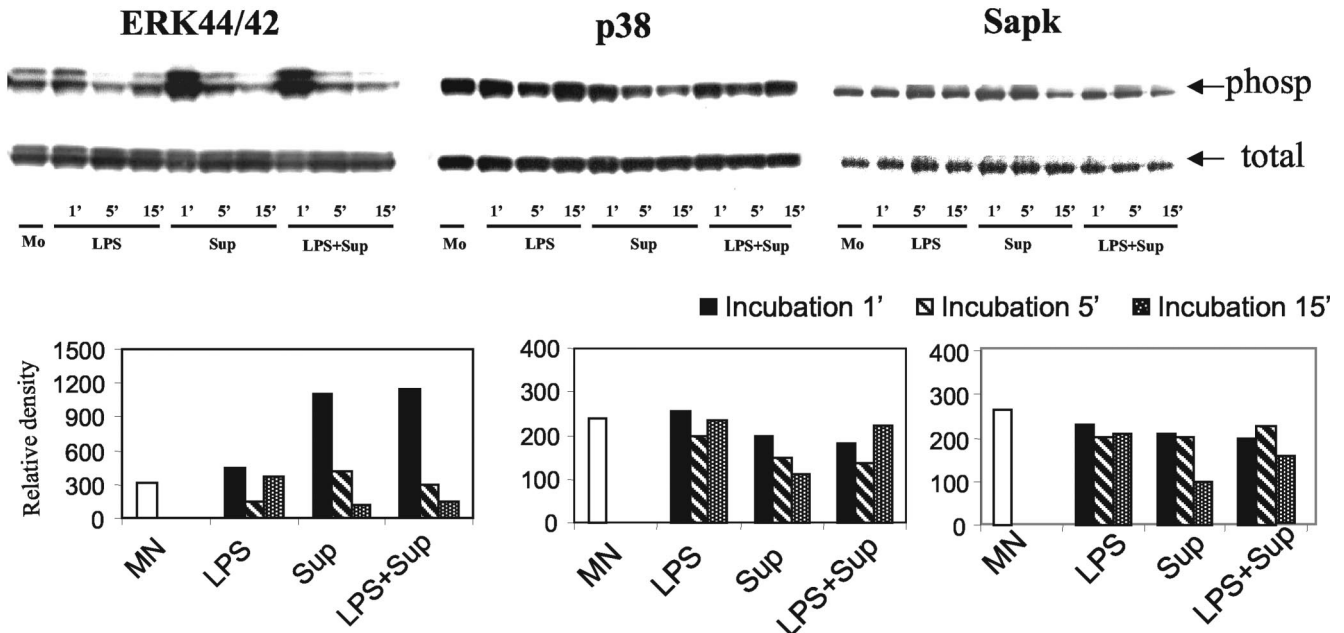 ERK44/42 p38 Sapk
phosp
total
1’ 5’ 15’ 1’ 5’ 15’ 1’ 5’ 15’ 1’ 5’ 15’ 1’ 5’ 15’ 1’ 5’ 15’ 1’ 5’ 15’ 1’ 5’ 15’ 1’ 5’ 15’
Mo LPS Sup LPS+Sup Mo LPS Sup LPS+Sup Mo LPS Sup LPS+Sup
Incubation 1’ Incubation 5’ Incubation 15’
Relative density
1500
1200
900
600
300
0
MN LPS Sup LPS+Sup
400
300
200
100
0
MN LPS Sup LPS+Sup
400
300
200
100
0
MN LPS Sup LPS+Sup